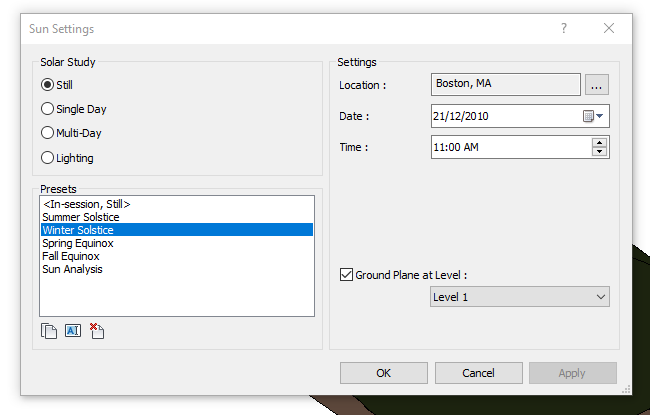 Sun Settings
Solar Study
Still
Single Day
Multi-Day
Lighting
Presets
<In-session, Still>
Summer Solstice
Winter Solstice
Spring Equinox
Fall Equinox
Sun Analysis
Settings
Location :
Boston, MA
...
Date :
21/12/2010
Time :
11:00 AM
Ground Plane at Level :
Level 1
OK
Cancel
Apply